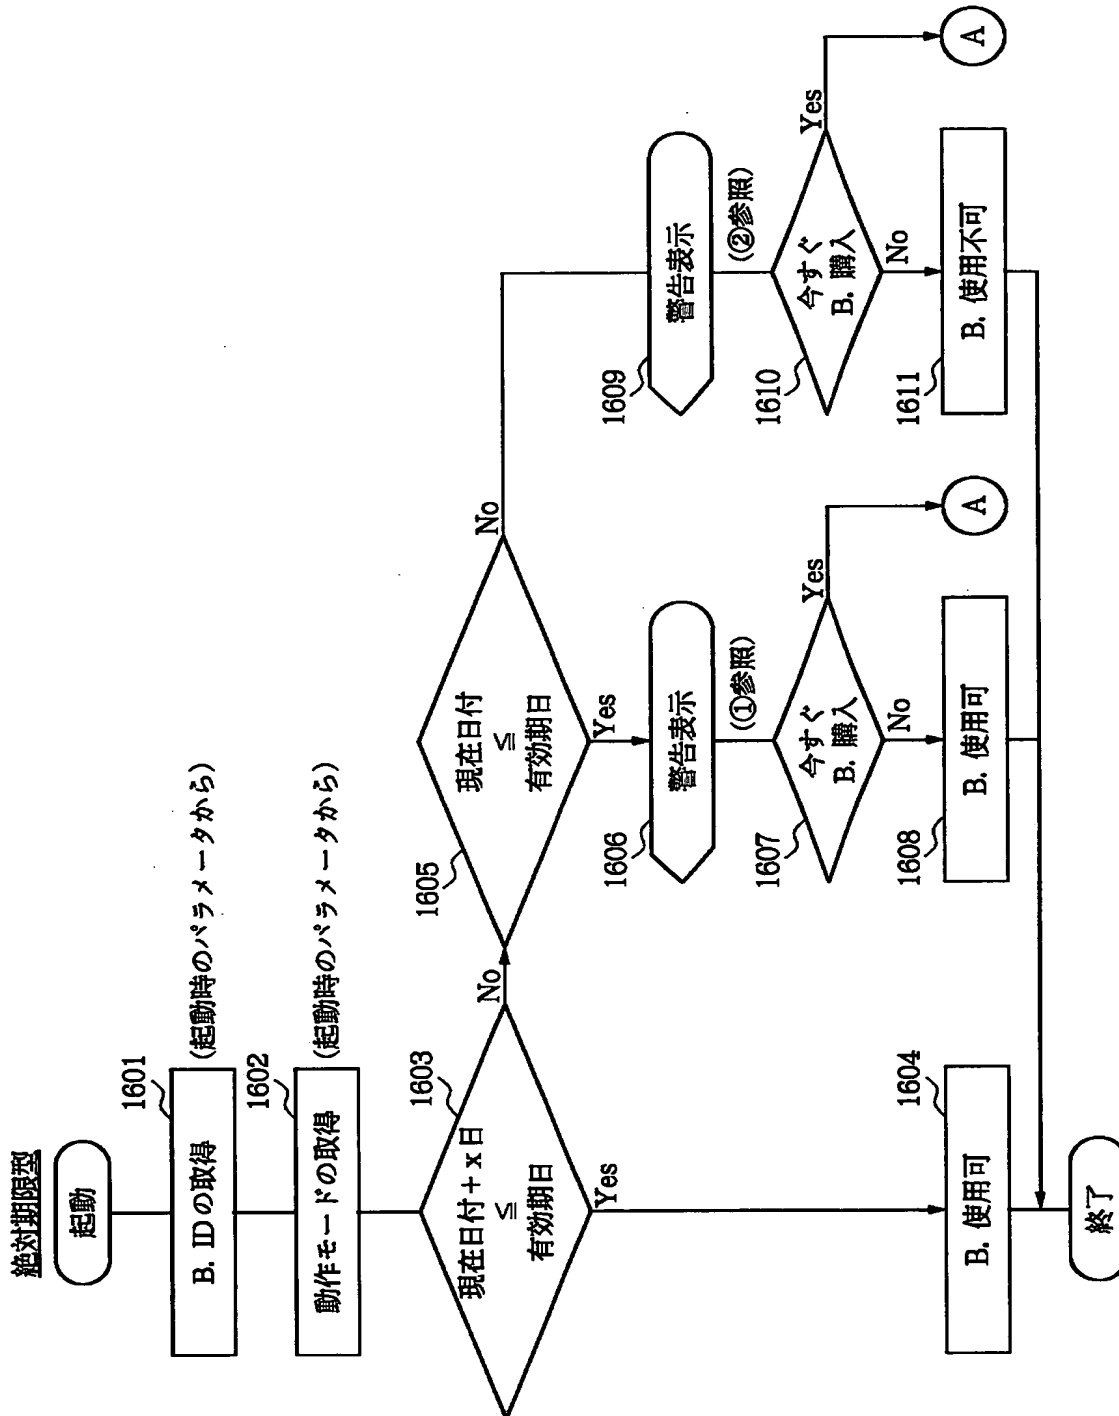 絶対期限型
起動
1601
B. IDの取得
(起動時のパラメータから)
1602
動作モードの取得
(起動時のパラメータから)
1603
現在日付+x日
≦
有効期日
No
Yes
1605
現在日付
≦
有効期日
No
Yes
1606
警告表示
(①参照)
1607
今すぐ
B. 購入
Yes
No
A
1609
警告表示
(②参照)
1610
今すぐ
B. 購入
Yes
No
A
1604
B. 使用可
1608
B. 使用可
1611
B. 使用不可
終了